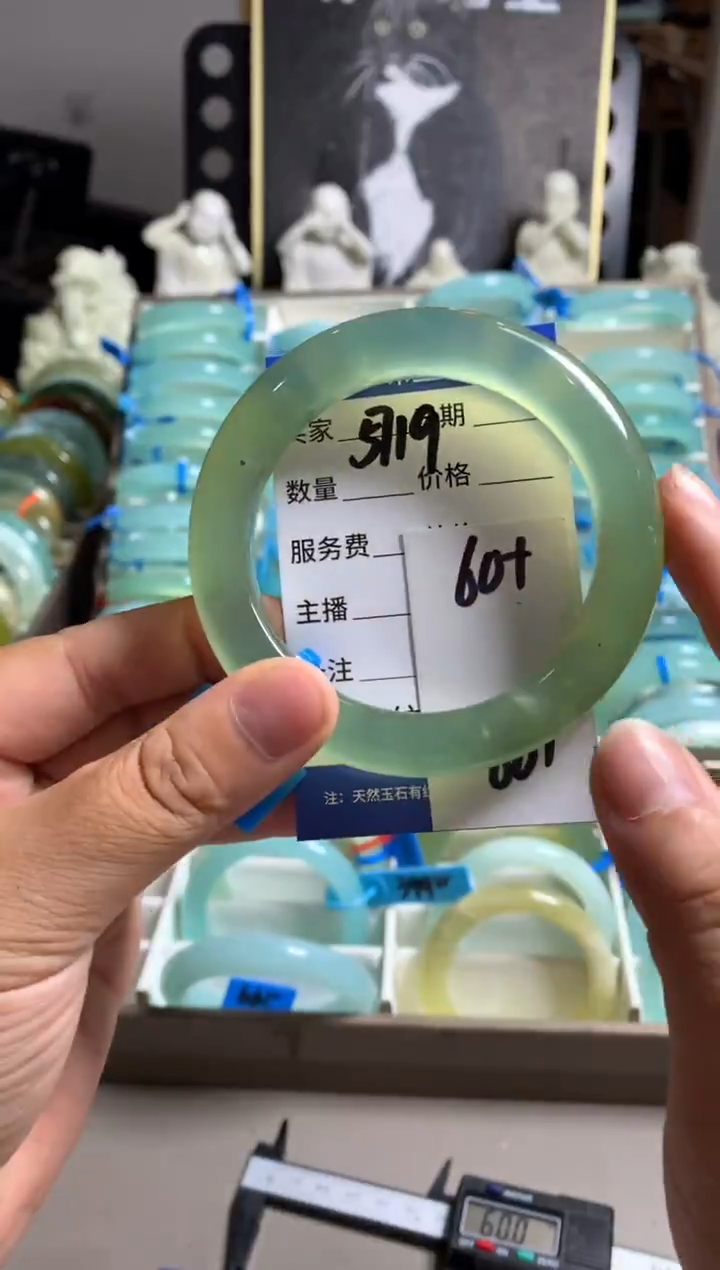 家 5119 期
数量 价格
服务费
60+
主播
注
60+
注：天然玉石有
600